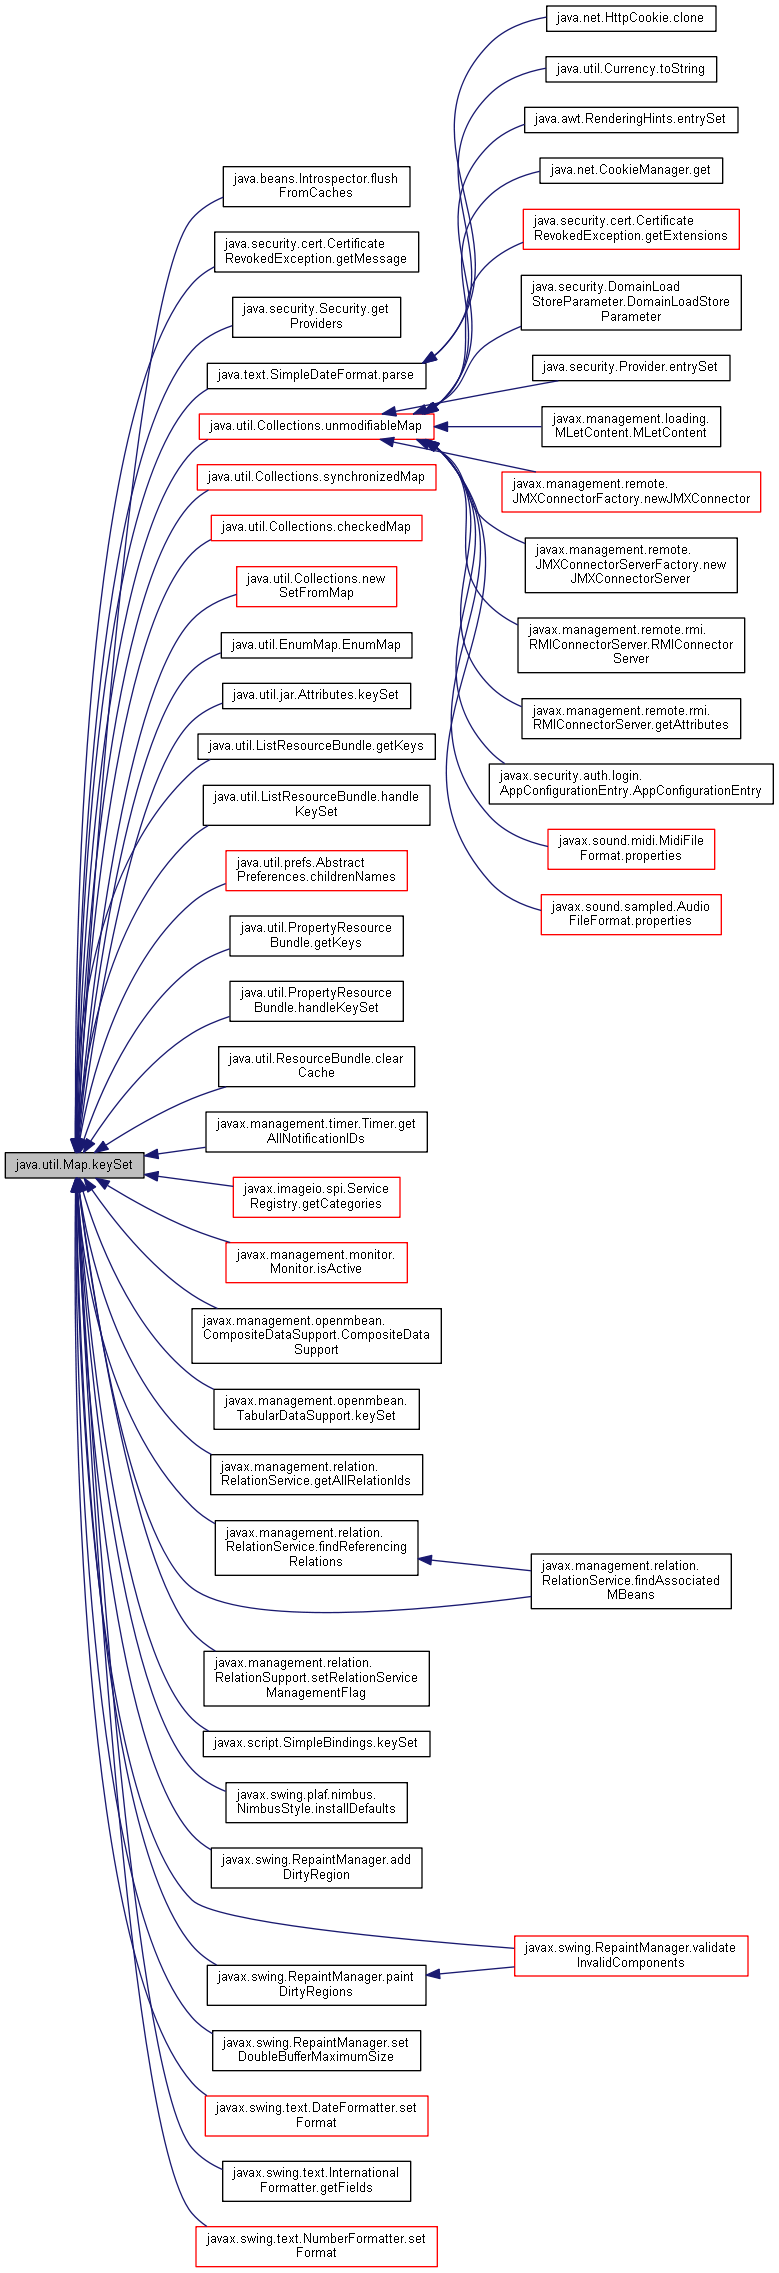 java.net.HttpCookie.clone
java.util.Currency.toString
java.awt.RenderingHints.entrySet
java.net.CookieManager.get
java.beans.Introspector.flush
FromCaches
java.security.cert.Certificate
RevokedException.getExtensions
java.security.cert.Certificate
RevokedException.getMessage
java.security.DomainLoad
StoreParameter.DomainLoadStore
Parameter
java.security.Security.get
Providers
java.security.Provider.entrySet
java.text.SimpleDateFormat.parse
java.util.Collections.unmodifiableMap
javax.management.loading.
MLetContent.MLetContent
java.util.Collections.synchronizedMap
javax.management.remote.
JMXConnectorFactory.newJMXConnector
java.util.Collections.checkedMap
javax.management.remote.
JMXConnectorServerFactory.new
JMXConnectorServer
java.util.Collections.new
SetFromMap
java.util.EnumMap.EnumMap
javax.management.remote.rmi.
RMIConnectorServer.RMIConnector
Server
java.util.jar.Attributes.keySet
javax.management.remote.rmi.
RMIConnectorServer.getAttributes
java.util.ListResourceBundle.getKeys
javax.security.auth.login.
AppConfigurationEntry.AppConfigurationEntry
java.util.ListResourceBundle.handle
KeySet
javax.sound.midi.MidiFile
Format.properties
java.util.prefs.Abstract
Preferences.childrenNames
javax.sound.sampled.Audio
FileFormat.properties
java.util.PropertyResource
Bundle.getKeys
java.util.PropertyResource
Bundle.handleKeySet
java.util.ResourceBundle.clear
Cache
javax.management.timer.Timer.get
AllNotificationIDs
java.util.Map.keySet
javax.imageio.spi.Service
Registry.getCategories
javax.management.monitor.
Monitor.isActive
javax.management.openmbean.
CompositeDataSupport.CompositeData
Support
javax.management.openmbean.
TabularDataSupport.keySet
javax.management.relation.
RelationService.getAllRelationIds
javax.management.relation.
RelationService.findReferencing
Relations
javax.management.relation.
RelationService.findAssociated
MBeans
javax.management.relation.
RelationSupport.setRelationService
ManagementFlag
javax.script.SimpleBindings.keySet
javax.swing.plaf.nimbus.
NimbusStyle.installDefaults
javax.swing.RepaintManager.add
DirtyRegion
javax.swing.RepaintManager.validate
InvalidComponents
javax.swing.RepaintManager.paint
DirtyRegions
javax.swing.RepaintManager.set
DoubleBufferMaximumSize
javax.swing.text.DateFormatter.set
Format
javax.swing.text.International
Formatter.getFields
javax.swing.text.NumberFormatter.set
Format